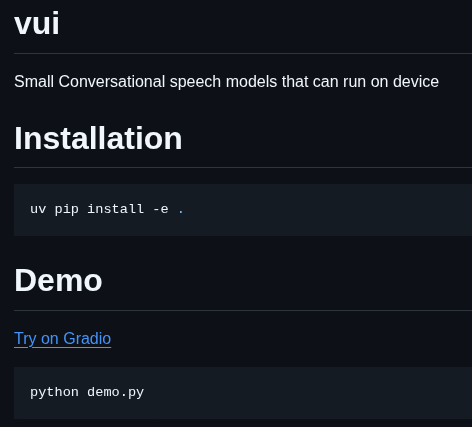 vui
Small Conversational speech models that can run on device
Installation
uv pip install -e .
Demo
Try on Gradio
python demo.py